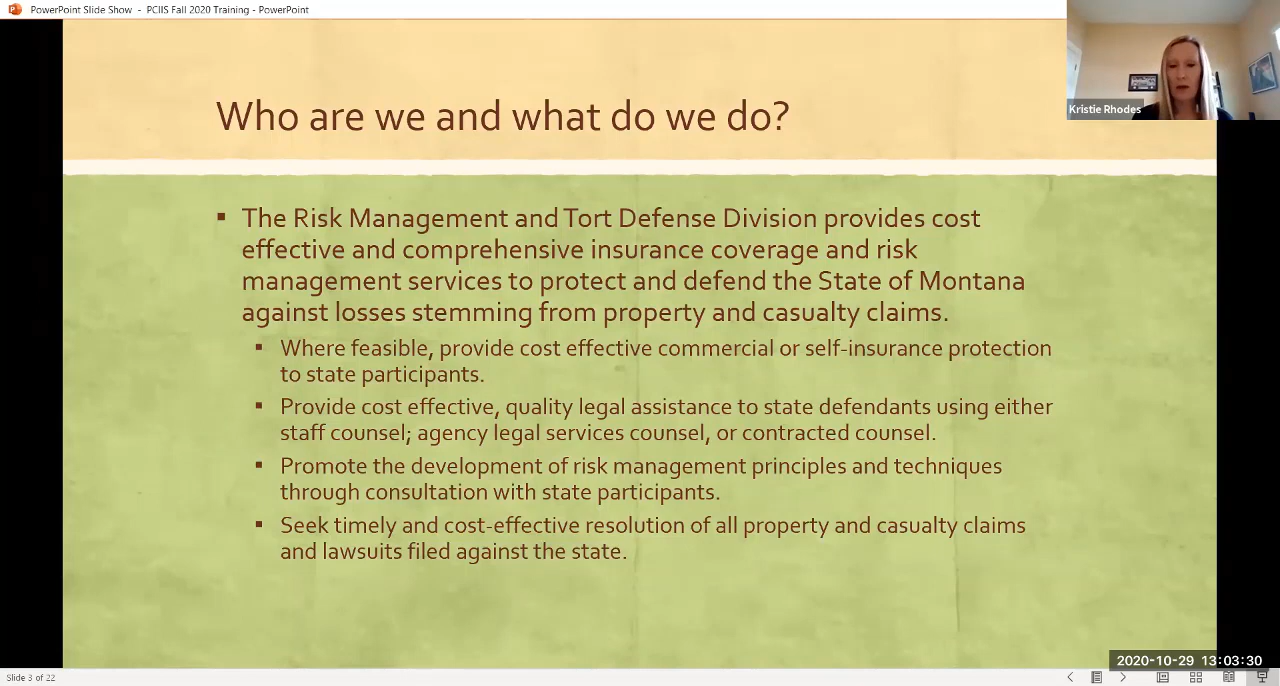 PowerPoint Slide Show - PCIIS Fall 2020 Training - PowerPoint
Kristie Rhodes
Who are we and what do we do?
▪ The Risk Management and Tort Defense Division provides cost
effective and comprehensive insurance coverage and risk
management services to protect and defend the State of Montana
against losses stemming from property and casualty claims.
▪ Where feasible, provide cost effective commercial or self-insurance protection
to state participants.
▪ Provide cost effective, quality legal assistance to state defendants using either
staff counsel; agency legal services counsel, or contracted counsel.
▪ Promote the development of risk management principles and techniques
through consultation with state participants.
▪ Seek timely and cost-effective resolution of all property and casualty claims
and lawsuits filed against the state.
2020-10-29 13:03:30
Slide 3 of 22